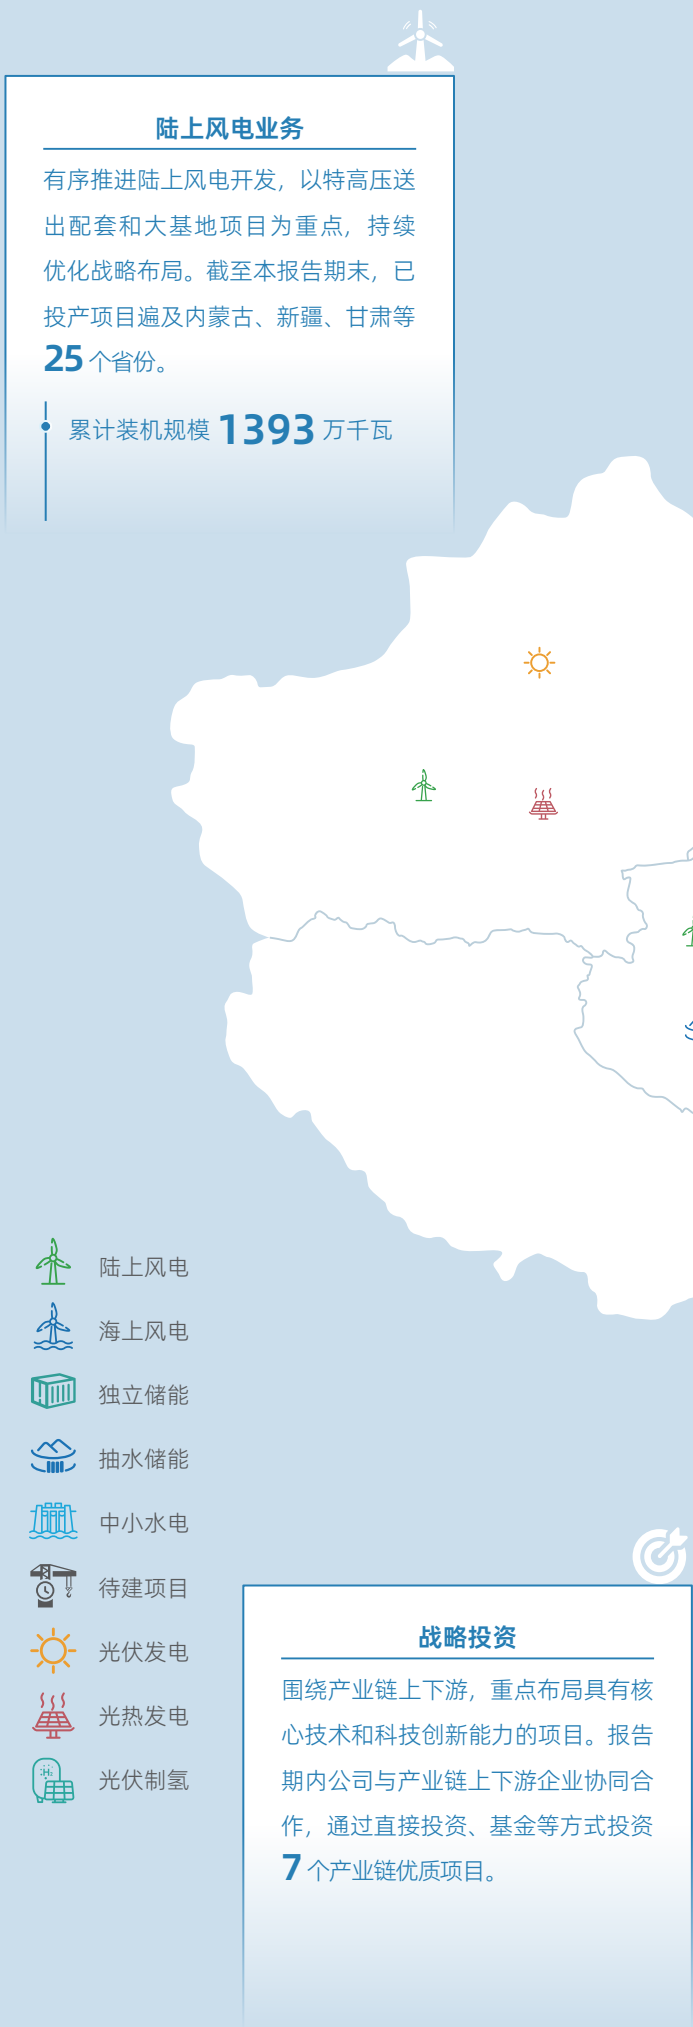 陆上风电业务
有序推进陆上风电开发，以特高压送
出配套和大基地项目为重点，持续
优化战略布局。截至本报告期末，已
投产项目遍及内蒙古、新疆、甘肃等
25 个省份。
累计装机规模 1393 万千瓦
陆上风电
海上风电
独立储能
抽水储能
中小水电
待建项目
光伏发电
光热发电
H₂
光伏制氢
战略投资
围绕产业链上下游，重点布局具有核
心技术和科技创新能力的项目。报告
期内公司与产业链上下游企业协同合
作，通过直接投资、基金等方式投资
7 个产业链优质项目。